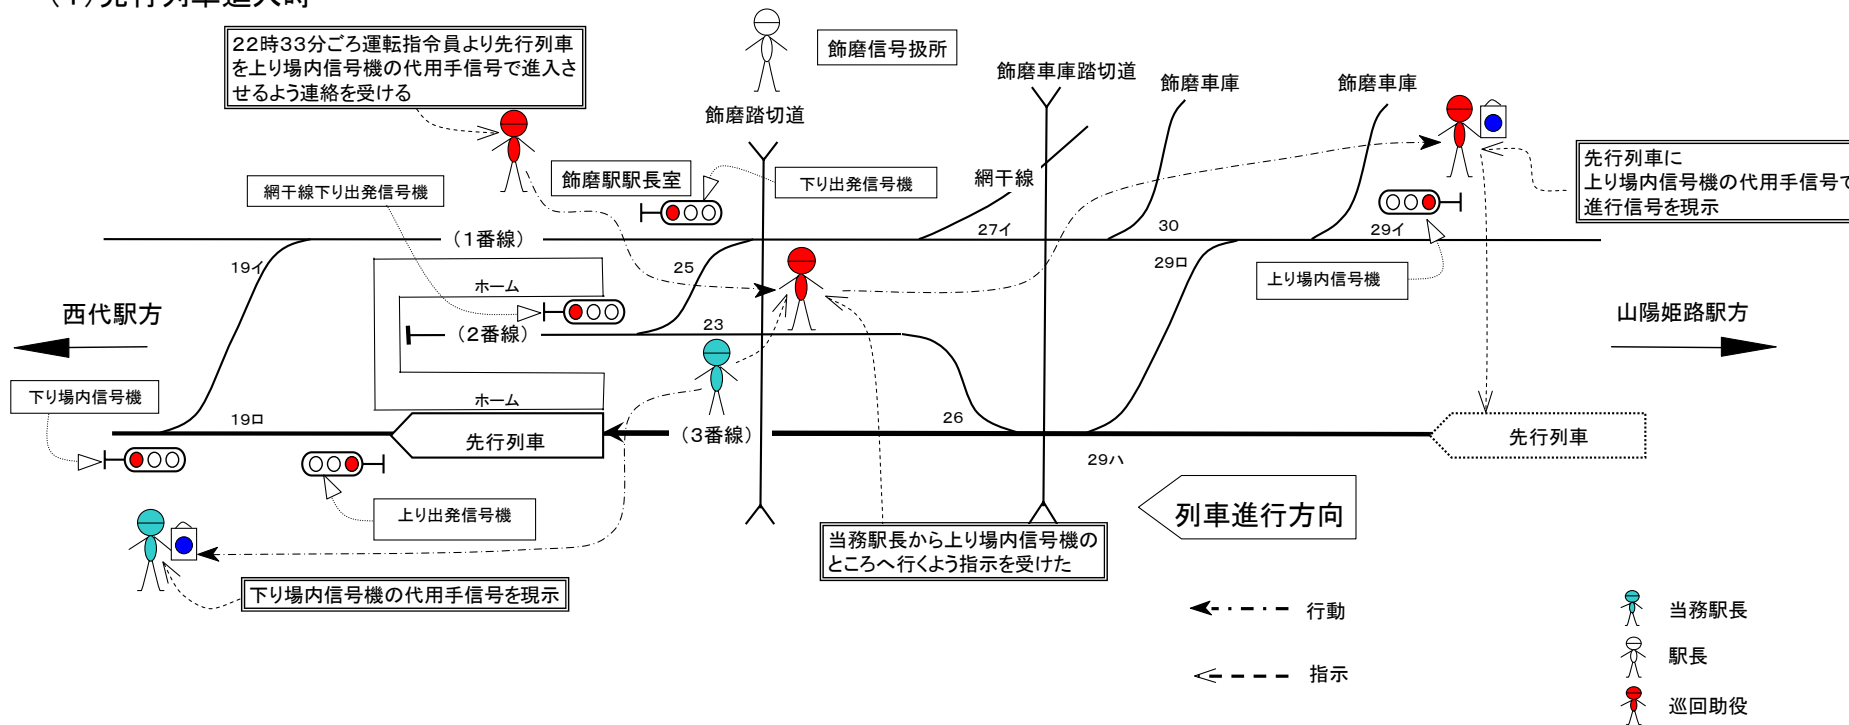 (1)先行列車進入時
22時33分ごろ運転指令員より先行列車
を上り場内信号機の代用手信号で進入さ
せるよう連絡を受ける
飾磨信号扱所
飾磨車庫踏切道
飾磨車庫
飾磨車庫
飾磨踏切道
先行列車に
上り場内信号機の代用手信号で
進行信号を現示
飾磨駅駅長室
下り出発信号機
網干線
網干線下り出発信号機
(1番線)
27イ
30
29イ
19イ
25
29ロ
上り場内信号機
ホーム
西代駅方
(2番線)
23
山陽姫路駅方
下り場内信号機
ホーム
19ロ
先行列車
(3番線)
26
先行列車
29ハ
上り出発信号機
列車進行方向
当務駅長から上り場内信号機の
ところへ行くよう指示を受けた
下り場内信号機の代用手信号を現示
行動
当務駅長
指示
駅長
巡回助役